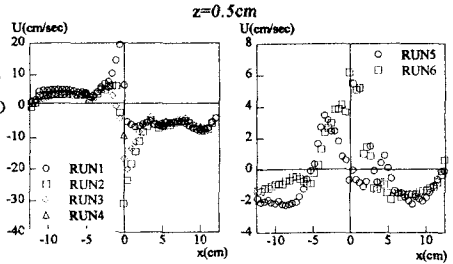 z=0.5cm
U(cm/sec)
20
10
0
-10
-20
-30
-40
RUN1
RUN2
RUN3
RUN4
-10 -5 0 5 10
x(cm)
U(cm/sec)
8
6
4
2
0
-2
-4
RUN5
RUN6
-10 -5 0 5 10
x(cm)